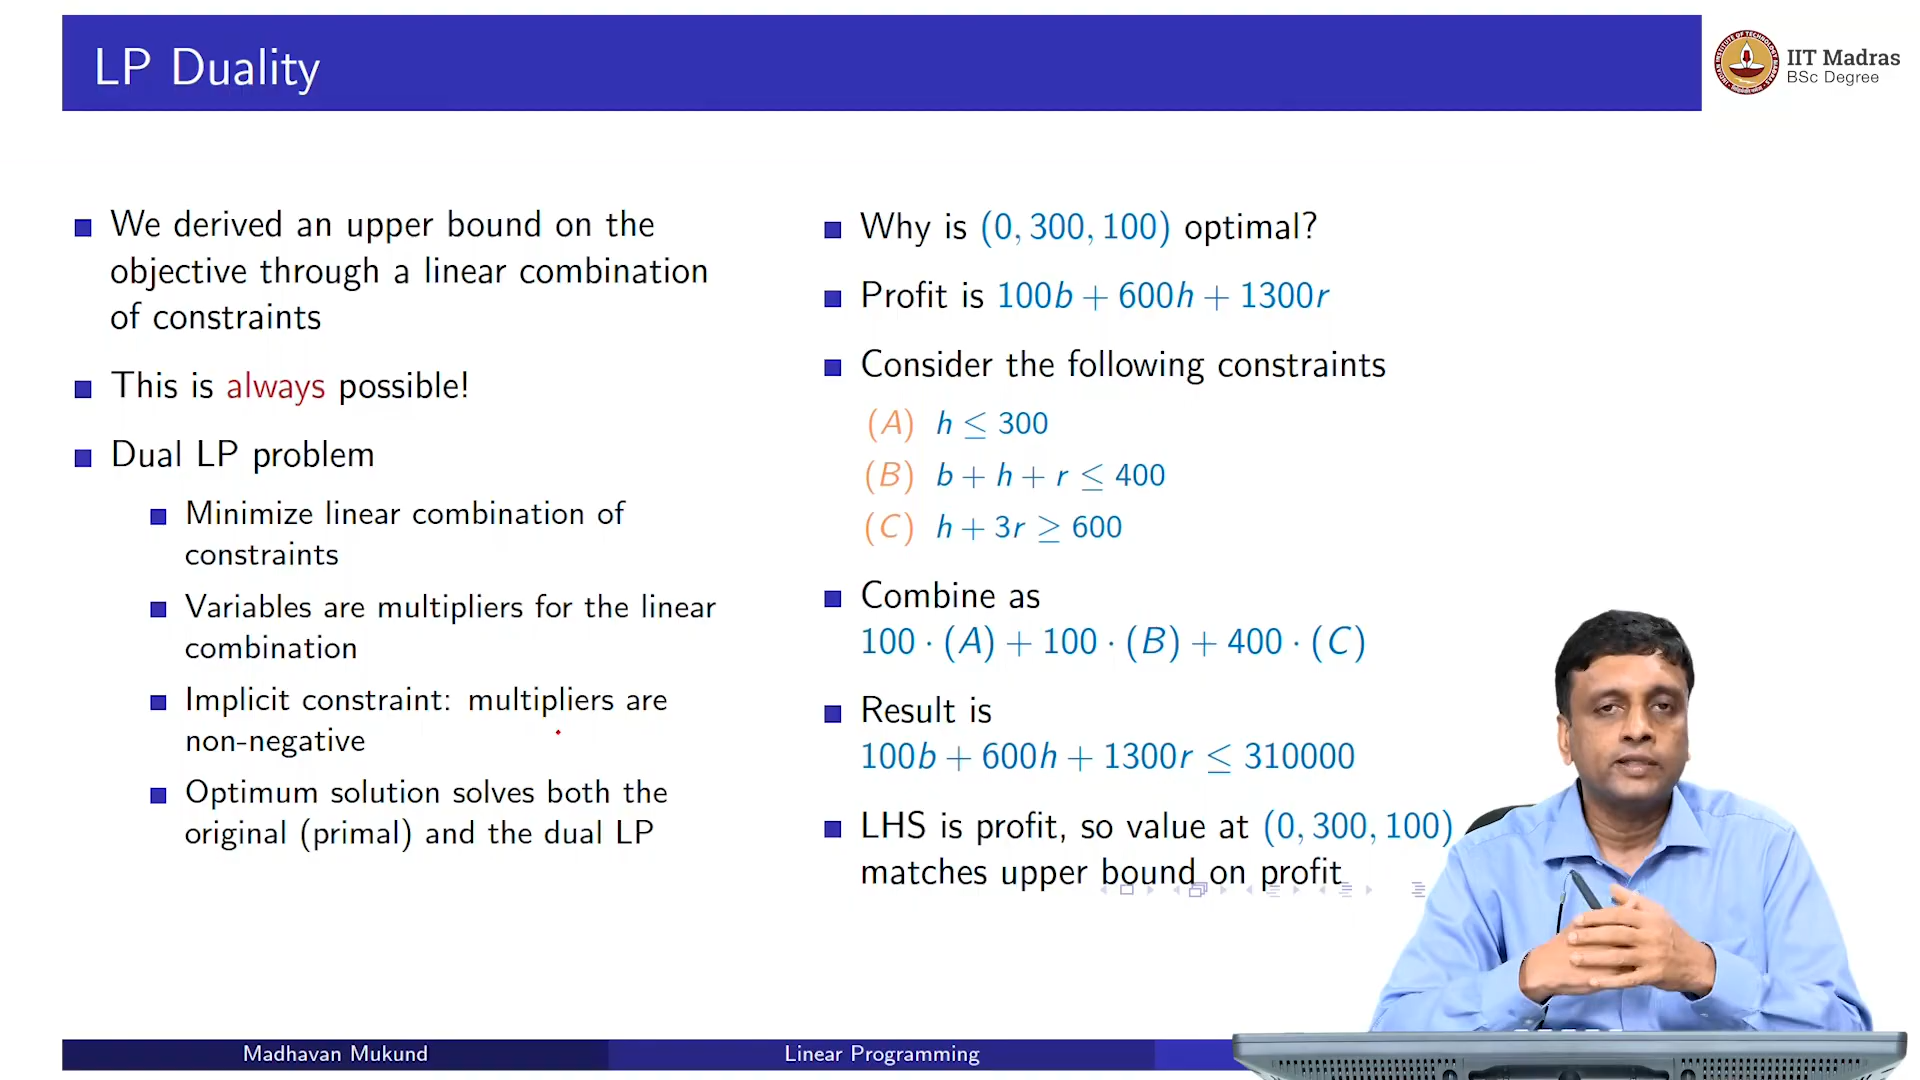 LP Duality
IIT Madras
BSc Degree
We derived an upper bound on the
objective through a linear combination
of constraints
This is always possible!
Dual LP problem
Minimize linear combination of
constraints
Variables are multipliers for the linear
combination
Implicit constraint: multipliers are
non-negative
Optimum solution solves both the
original (primal) and the dual LP
Why is (0, 300, 100) optimal?
Profit is 100b + 600h + 1300r
Consider the following constraints
(A) h ≤ 300
(B) b + h + r ≤ 400
(C) h + 3r ≥ 600
Combine as
100 · (A) + 100 · (B) + 400 · (C)
Result is
100b + 600h + 1300r ≤ 310000
LHS is profit, so value at (0, 300, 100)
matches upper bound on profit
Madhavan Mukund
Linear Programming